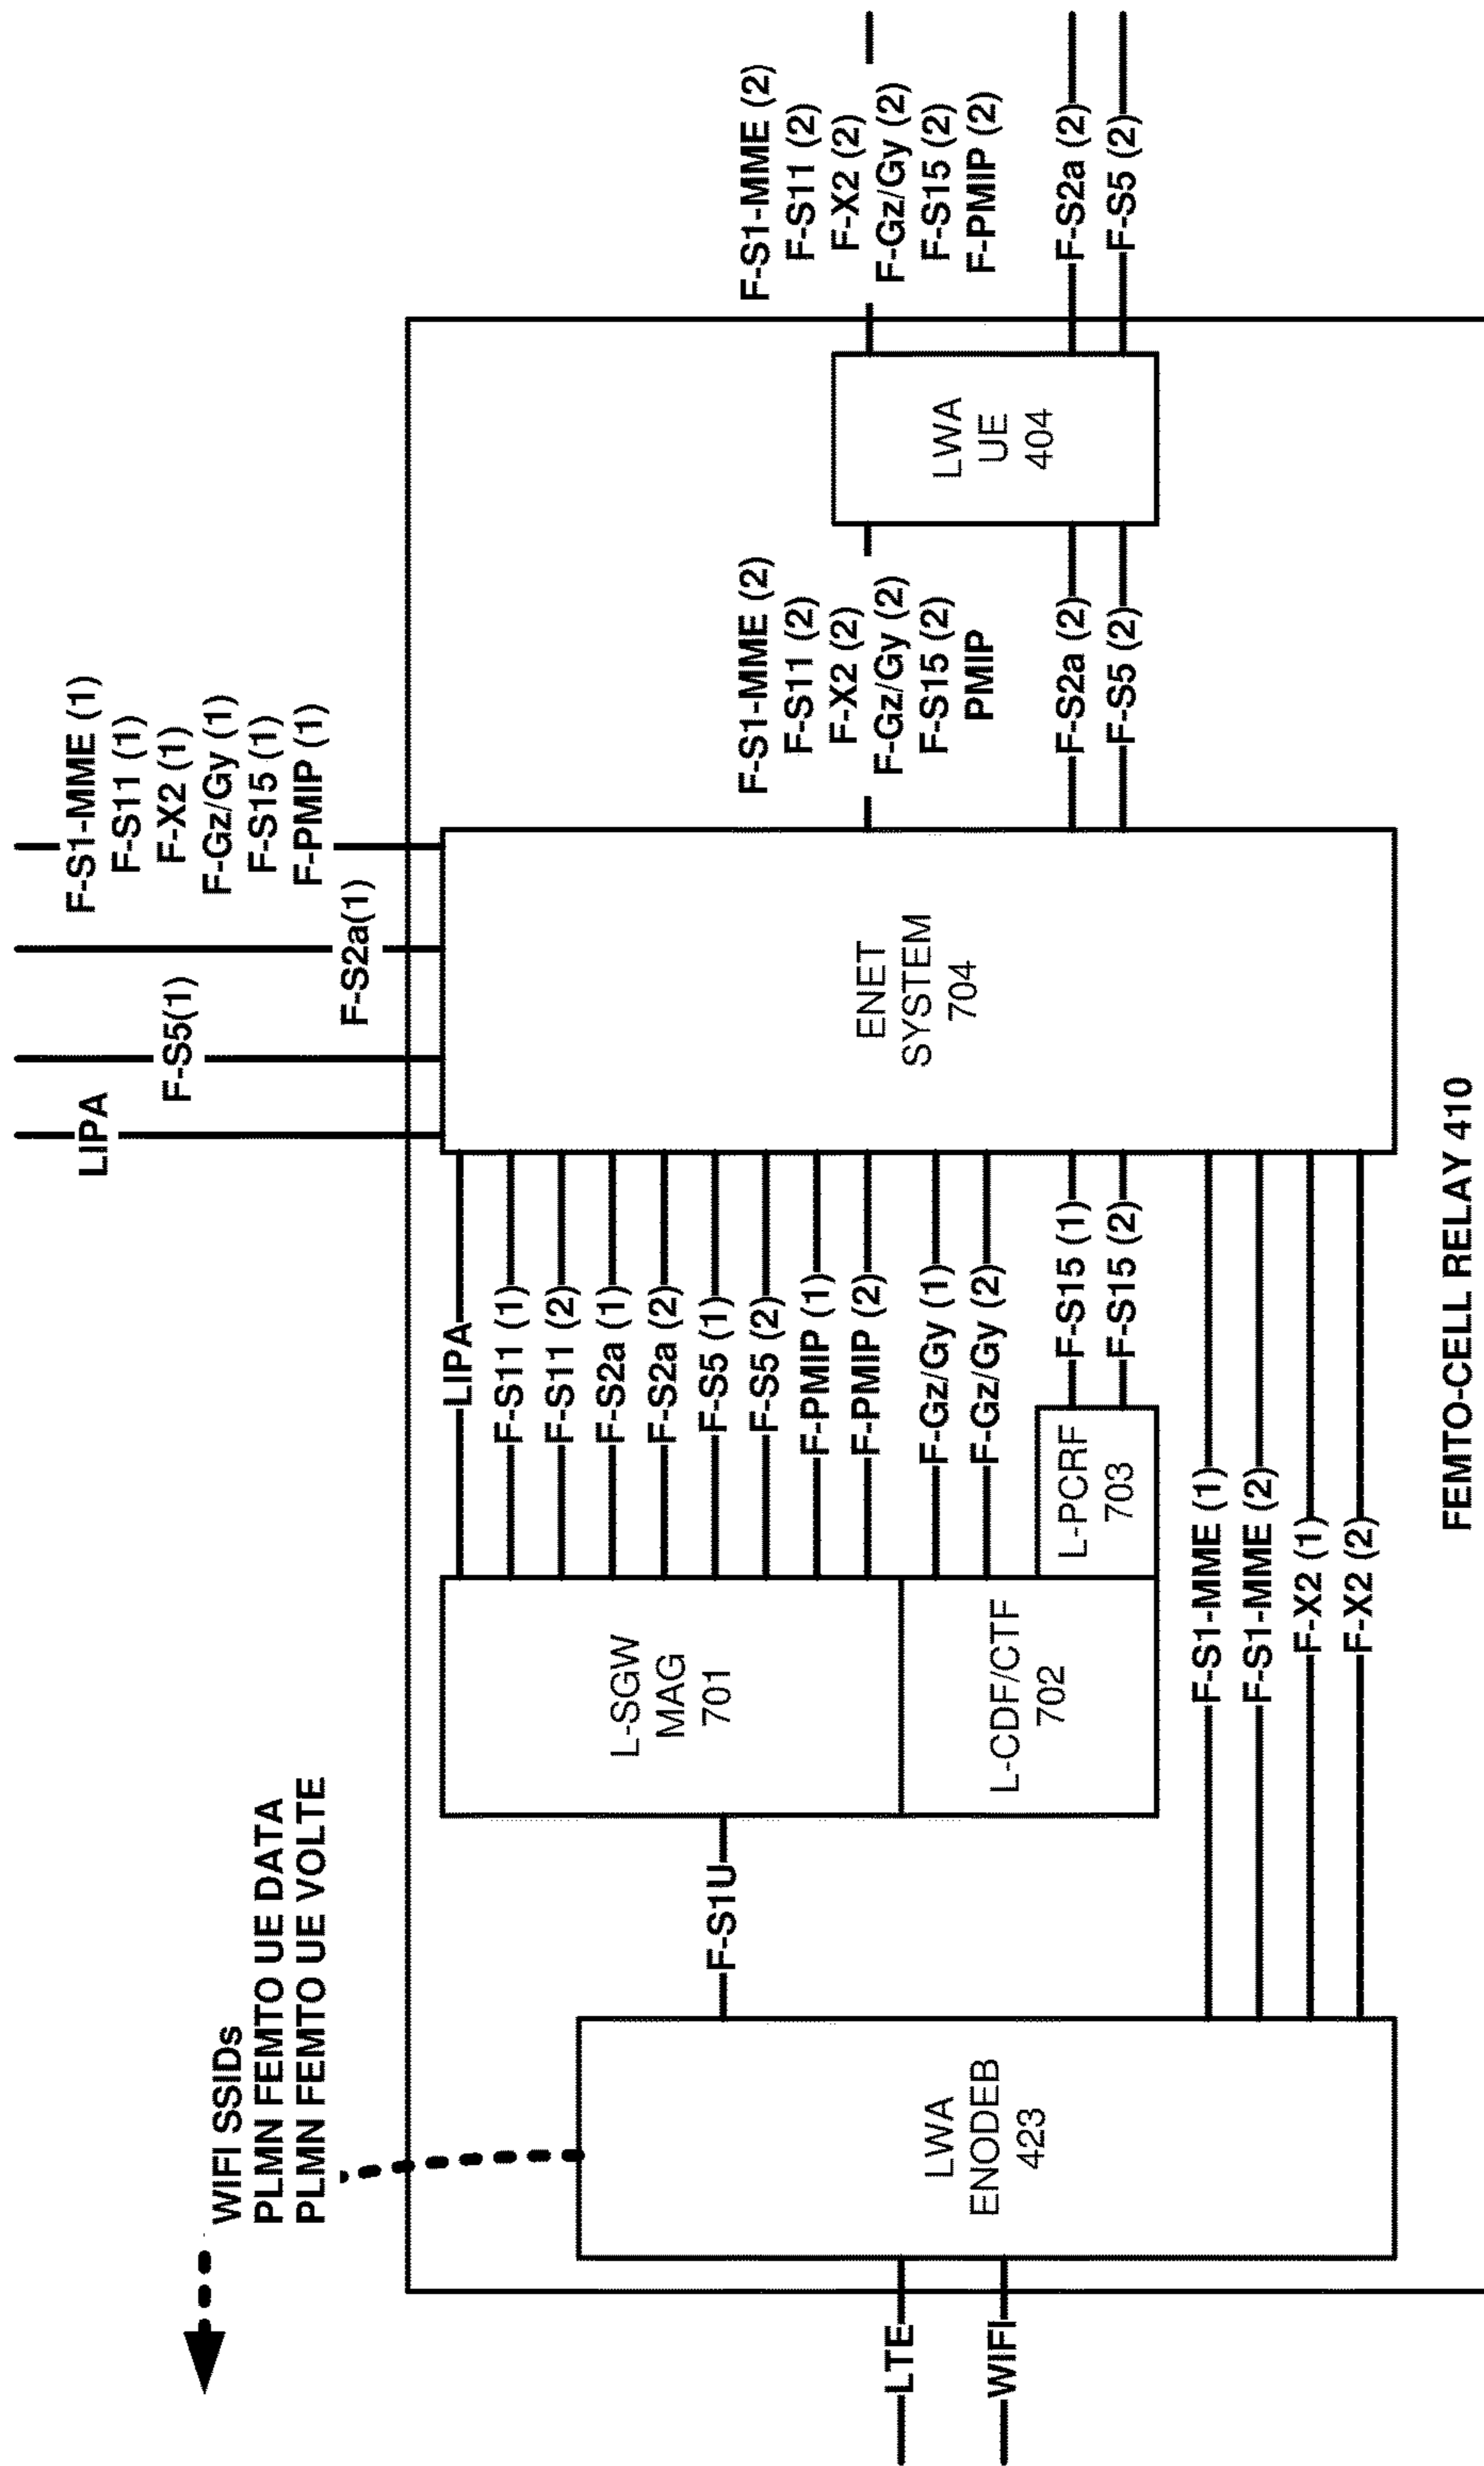 WIFI SSIDs
PLMN FEMTO UE DATA
PLMN FEMTO UE VOLTE
LIPA
F-S5(1)
F-S2a(1)
F-S1-MME (1)
F-S11 (1)
F-X2 (1)
F-Gz/Gy (1)
F-S15 (1)
F-PMIP (1)
LTE
WIFI
LWA
ENODEB
423
F-S1U
L-SGW
MAG
701
L-CDF/CTF
702
L-PCRF
703
LIPA
F-S11 (1)
F-S11 (2)
F-S2a (1)
F-S2a (2)
F-S5 (1)
F-S5 (2)
F-PMIP (1)
F-PMIP (2)
F-Gz/Gy (1)
F-Gz/Gy (2)
F-S15 (1)
F-S15 (2)
F-S1-MME (1)
F-S1-MME (2)
F-X2 (1)
F-X2 (2)
ENET
SYSTEM
704
F-S1-MME (2)
F-S11 (2)
F-X2 (2)
F-Gz/Gy (2)
F-S15 (2)
PMIP
F-S2a (2)
F-S5 (2)
LWA
UE
404
F-S1-MME (2)
F-S11 (2)
F-X2 (2)
F-Gz/Gy (2)
F-S15 (2)
F-PMIP (2)
F-S2a (2)
F-S5 (2)
FEMTO-CELL RELAY 410